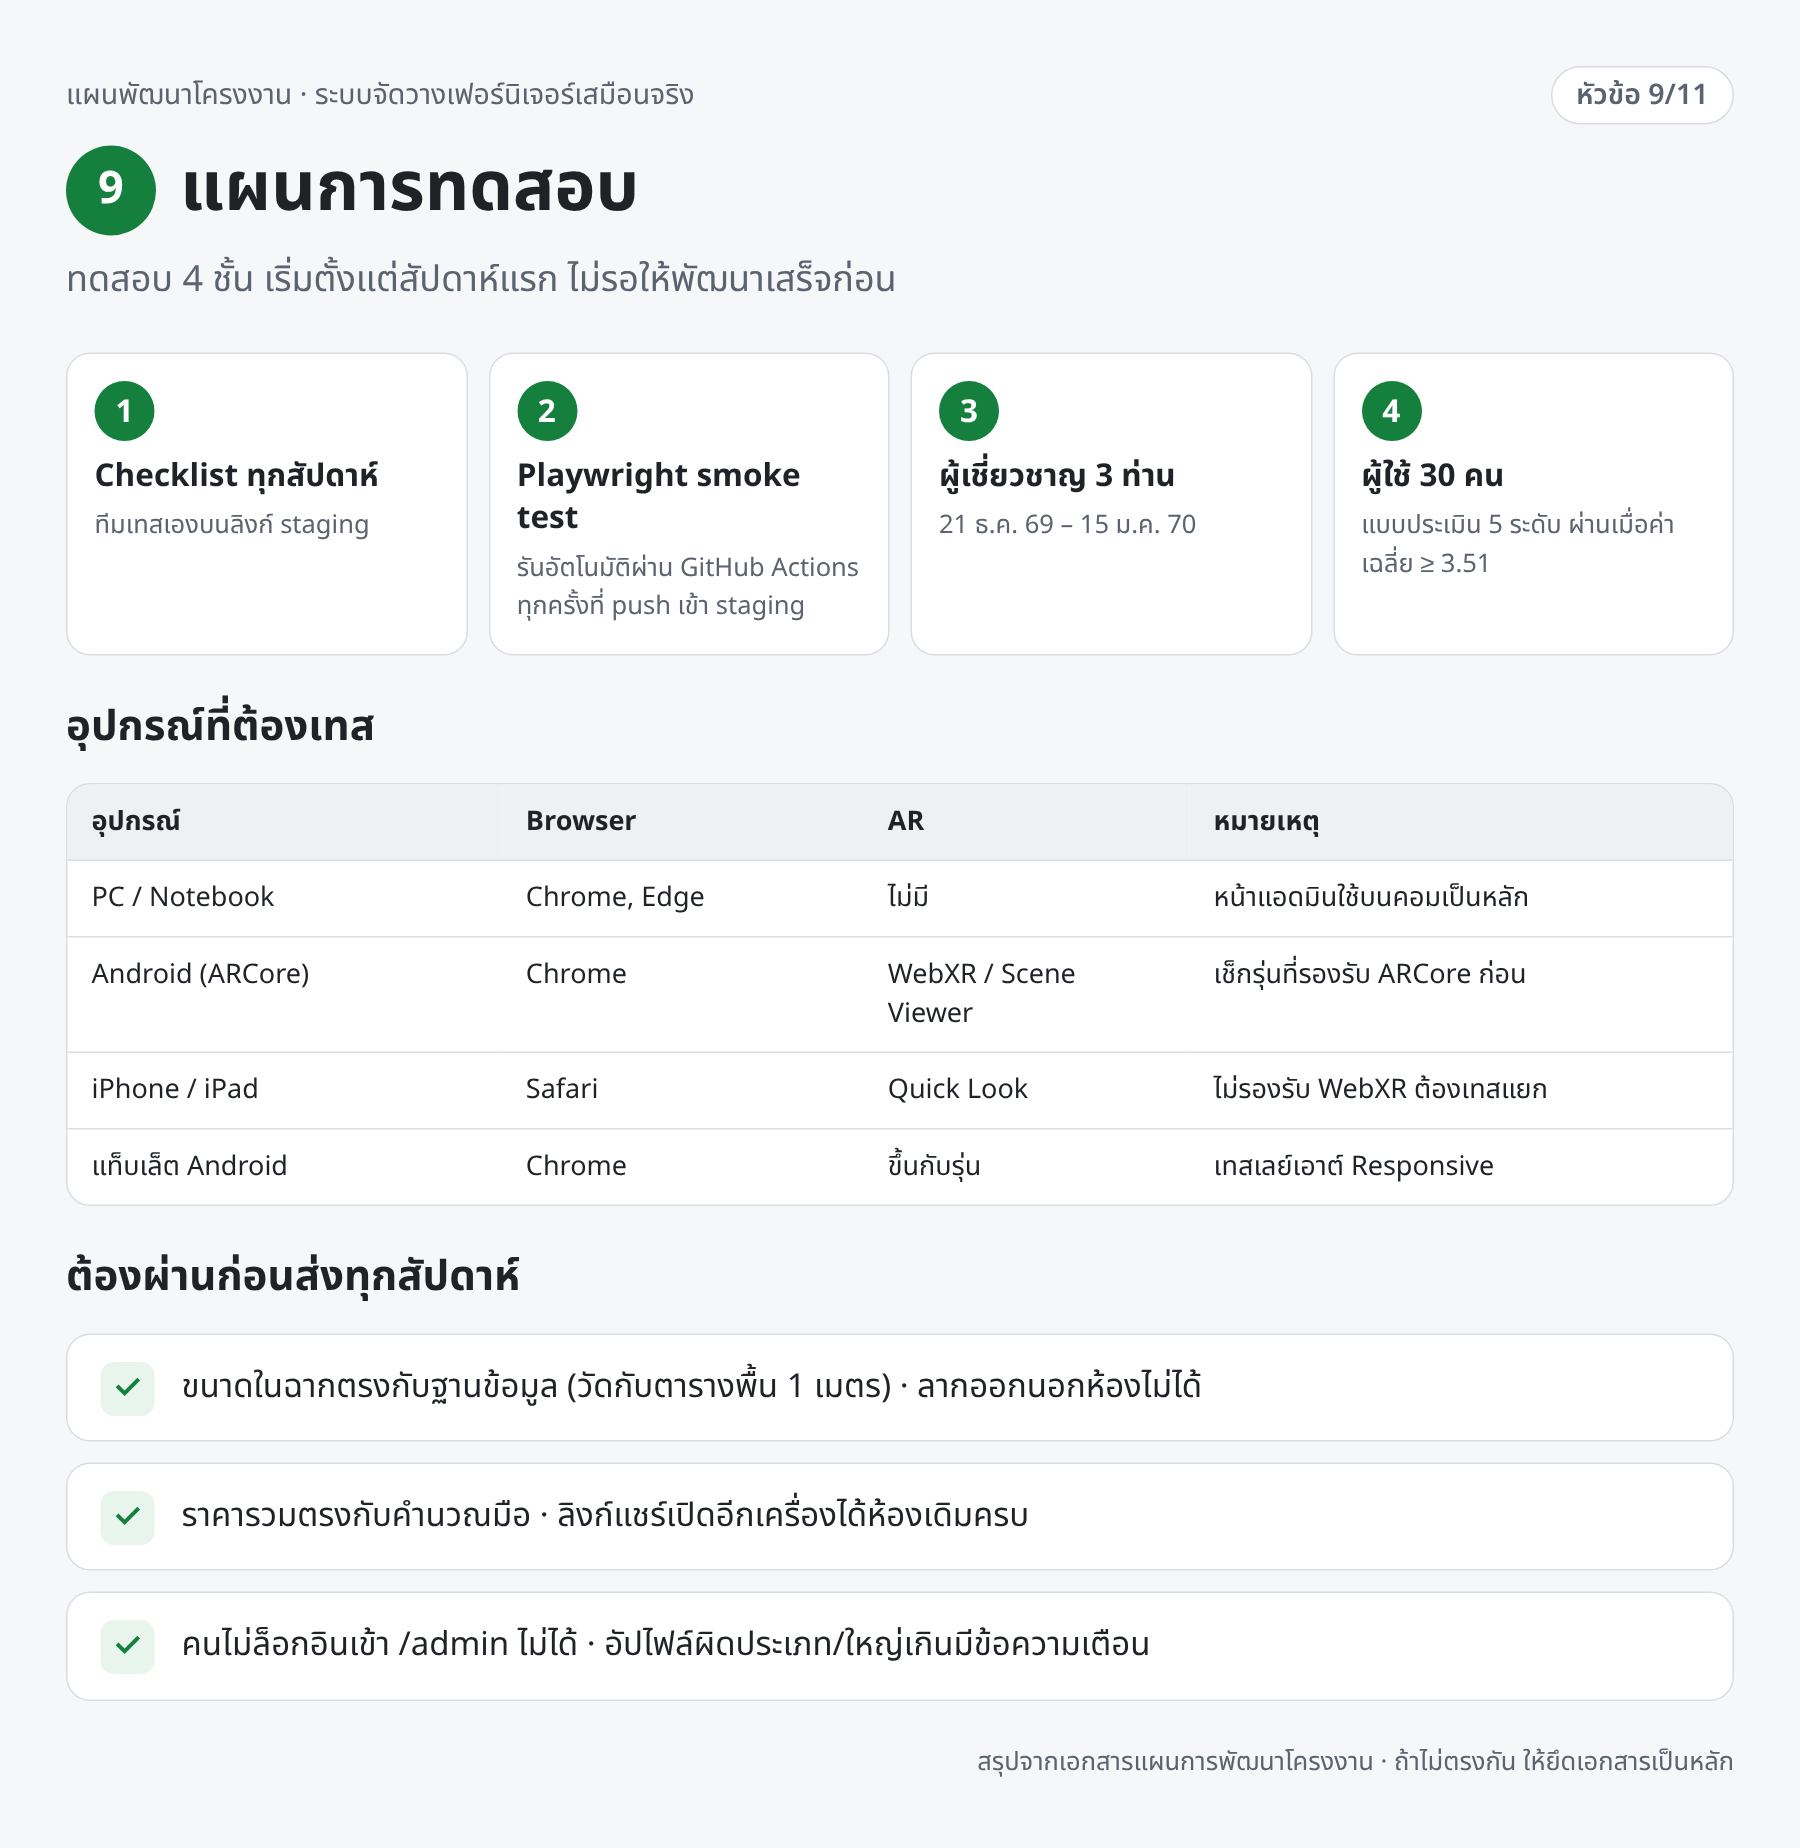 แผนพัฒนาโครงงาน · ระบบจัดวางเฟอร์นิเจอร์เสมือนจริง
หัวข้อ 9/11
9 แผนการทดสอบ
ทดสอบ 4 ชั้น เริ่มตั้งแต่สัปดาห์แรก ไม่รอให้พัฒนาเสร็จก่อน
1
Checklist ทุกสัปดาห์
ทีมเทสเองบนลิงก์ staging
2
Playwright smoke
test
รันอัตโนมัติผ่าน GitHub Actions
ทุกครั้งที่ push เข้า staging
3
ผู้เชี่ยวชาญ 3 ท่าน
21 ธ.ค. 69 – 15 ม.ค. 70
4
ผู้ใช้ 30 คน
แบบประเมิน 5 ระดับ ผ่านเมื่อค่า
เฉลี่ย ≥ 3.51
อุปกรณ์ที่ต้องเทส
อุปกรณ์ Browser AR หมายเหตุ
PC / Notebook Chrome, Edge ไม่มี หน้าแอดมินใช้บนคอมเป็นหลัก
Android (ARCore) Chrome WebXR / Scene เช็กรุ่นที่รองรับ ARCore ก่อน
Viewer
iPhone / iPad Safari Quick Look ไม่รองรับ WebXR ต้องเทสแยก
แท็บเล็ต Android Chrome ขึ้นกับรุ่น เทสเลย์เอาต์ Responsive
ต้องผ่านก่อนส่งทุกสัปดาห์
ขนาดในฉากตรงกับฐานข้อมูล (วัดกับตารางพื้น 1 เมตร) · ลากออกนอกห้องไม่ได้
ราคารวมตรงกับคำนวณมือ · ลิงก์แชร์เปิดอีกเครื่องได้ห้องเดิมครบ
คนไม่ล็อกอินเข้า /admin ไม่ได้ · อัปไฟล์ผิดประเภท/ใหญ่เกินมีข้อความเตือน
สรุปจากเอกสารแผนการพัฒนาโครงงาน · ถ้าไม่ตรงกัน ให้ยึดเอกสารเป็นหลัก